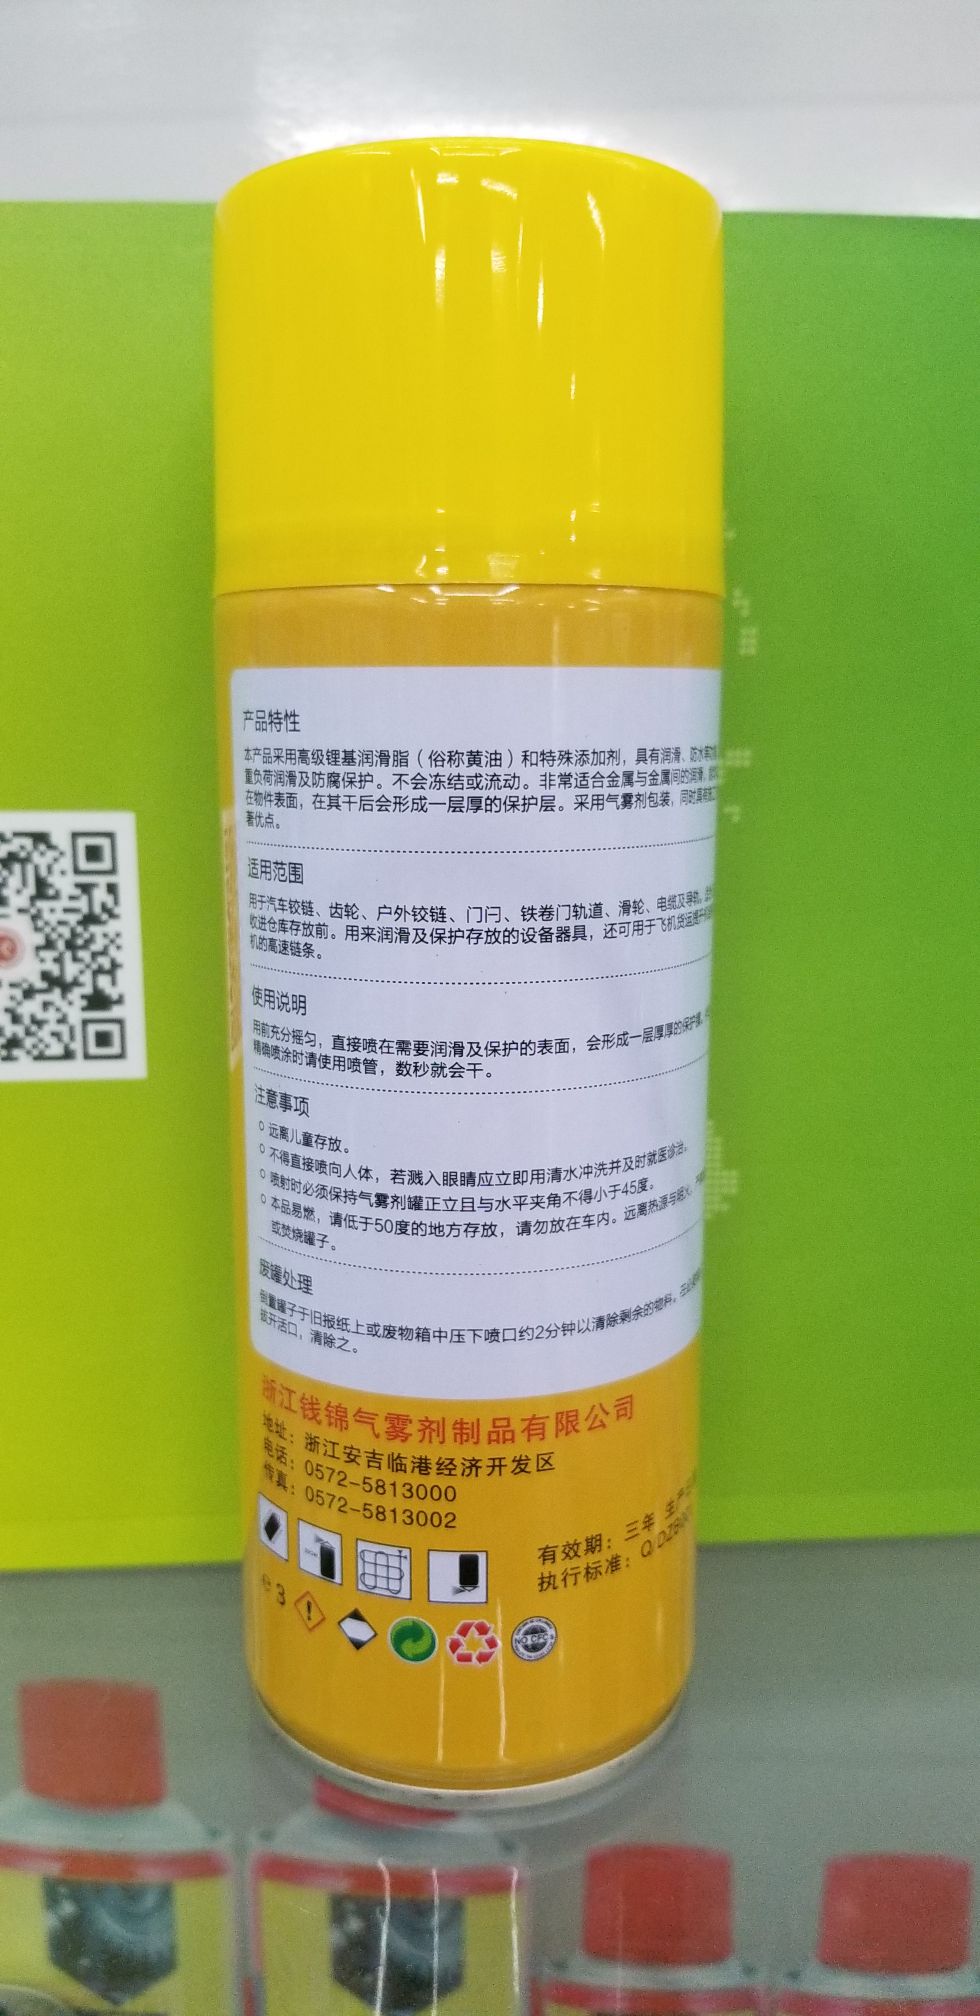 产品特性
本产品采用高级锂基润滑脂（俗称黄油）和特殊添加剂，具有润滑、防水
重负荷润滑及防腐保护。不会冻结或流动。非常适合金属与金属间的润滑，
在物件表面，在其干后会形成一层厚的保护层。采用气雾剂包装，同时具有
著优点。
适用范围
用于汽车铰链、齿轮、户外铰链、门闩、铁卷门轨道、滑轮、电缆及导轨。
收进仓库存放前。用来润滑及保护存放的设备器具，还可用于飞机货运
机的高速链条。
使用说明
用前充分摇匀，直接喷在需要润滑及保护的表面，会形成一层厚厚的保护膜。
精确喷涂时请使用喷管，数秒就会干。
注意事项
○ 远离儿童存放。
○ 不得直接喷向人体，若溅入眼睛应立即用清水冲洗并及时就医诊治。
○ 喷射时必须保持气雾剂罐正立且与水平夹角不得小于45度。
○ 本品易燃，请低于50度的地方存放，请勿放在车内。远离热源与明火。
或焚烧罐子。
废罐处理
倒置罐子于旧报纸上或废物箱中压下喷口约2分钟以清除剩余的物料。
拔开活口，清除之。
浙江钱锦气雾剂制品有限公司
地址：浙江安吉临港经济开发区
电话：0572-5813000
传真：0572-5813002
有效期：三年 生产
执行标准：Q/DZB
3
NO CFC